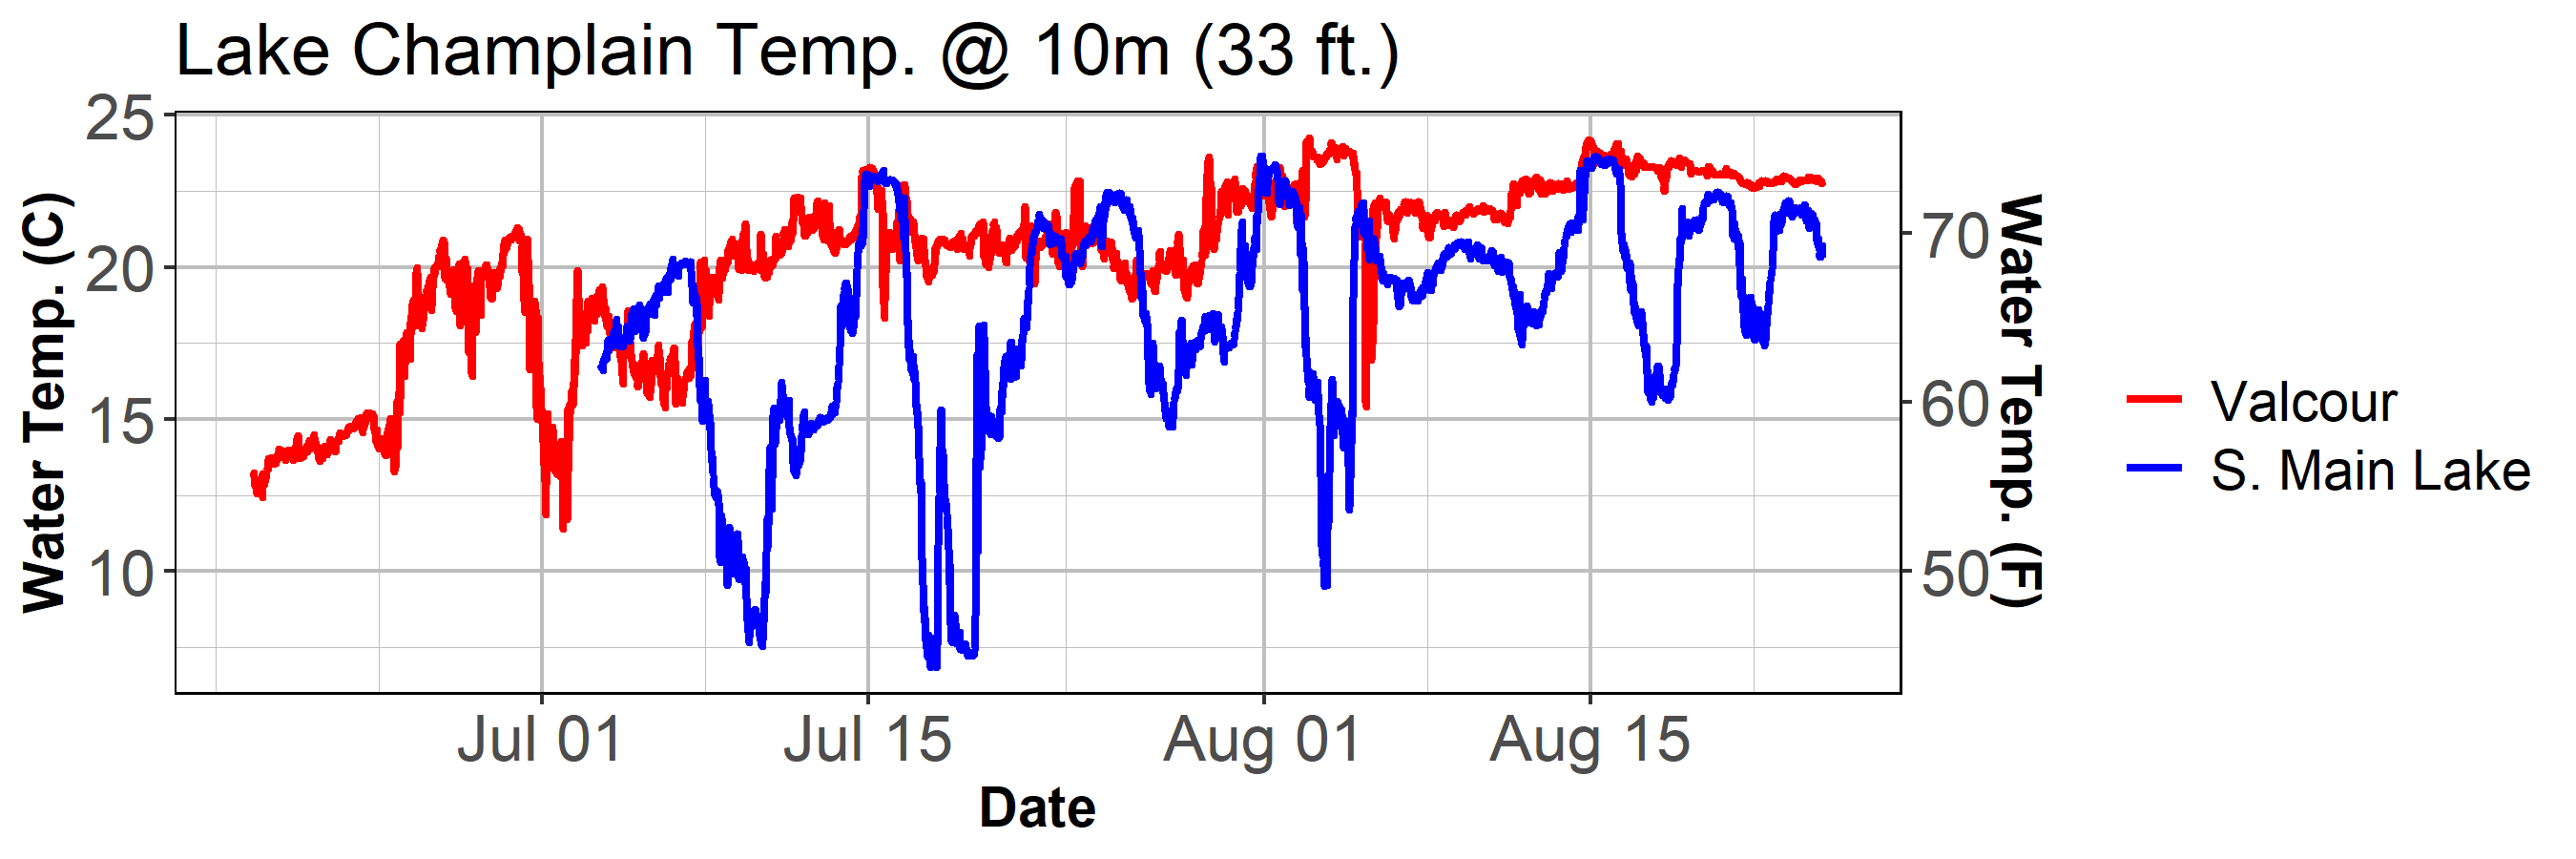 Lake Champlain Temp. @ 10m (33 ft.)
Water Temp. (C)
25
20
15
10
70
60
50
Water Temp. (F)
Jul 01
Jul 15
Aug 01
Aug 15
Date
Valcour
S. Main Lake